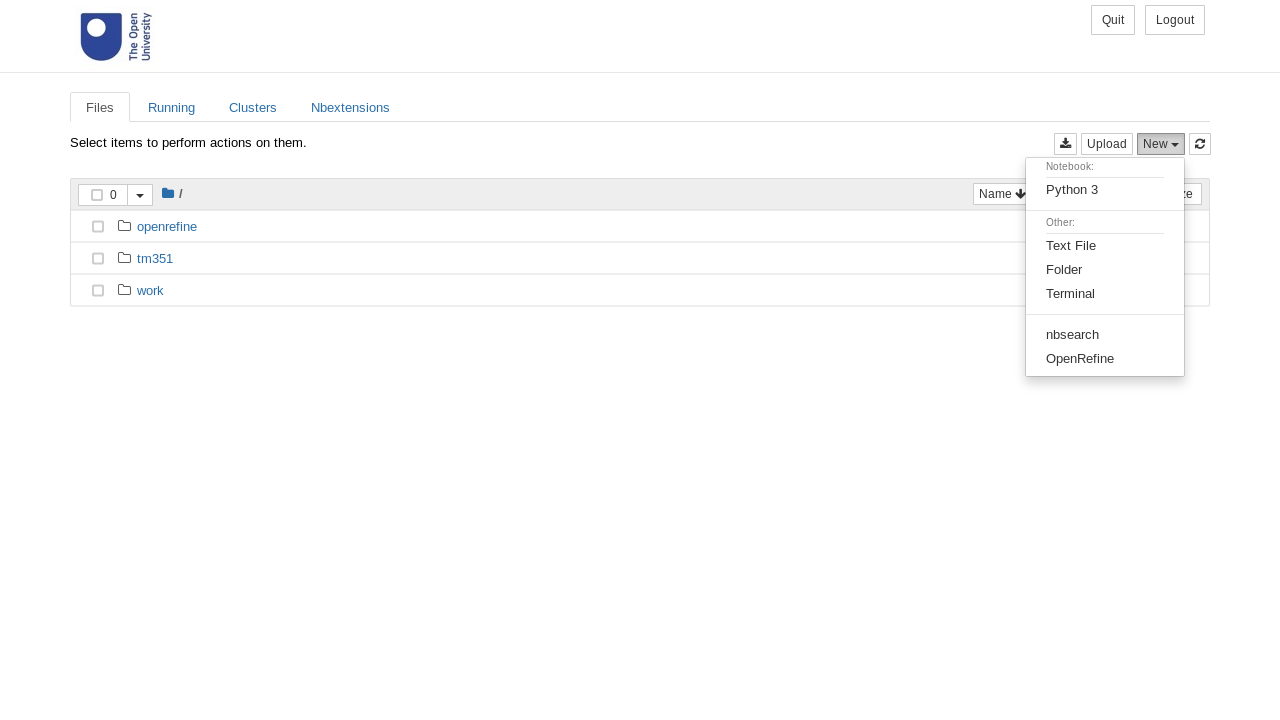 The Open
University
Quit
Logout
Files
Running
Clusters
Nbextensions
Select items to perform actions on them.
Upload
New
0
/
Name
ze
Notebook:
Python 3
Other:
Text File
Folder
Terminal
nbsearch
OpenRefine
openrefine
tm351
work